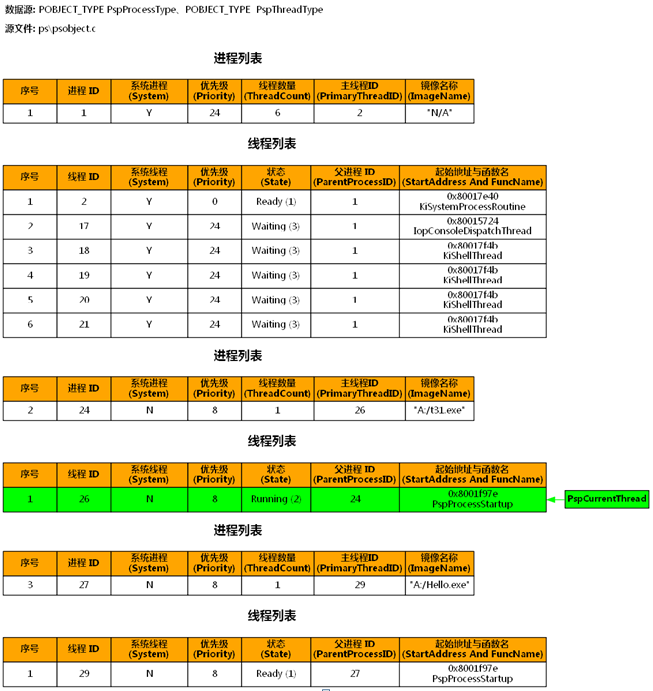 数据源: POBJECT_TYPE PspProcessType、POBJECT_TYPE PspThreadType
源文件: ps\psobject.c
进程列表
序号 进程 ID 系统进程 (System) 优先级 (Priority) 线程数量 (ThreadCount) 主线程ID (PrimaryThreadID) 镜像名称 (ImageName)
1 1 Y 24 6 2 "N/A"
线程列表
序号 线程 ID 系统线程 (System) 优先级 (Priority) 状态 (State) 父进程 ID (ParentProcessID) 起始地址与函数名 (StartAddress And FuncName)
1 2 Y 0 Ready (1) 1 0x80017e40 KiSystemProcessRoutine
2 17 Y 24 Waiting (3) 1 0x80015724 IopConsoleDispatchThread
3 18 Y 24 Waiting (3) 1 0x80017f4b KiShellThread
4 19 Y 24 Waiting (3) 1 0x80017f4b KiShellThread
5 20 Y 24 Waiting (3) 1 0x80017f4b KiShellThread
6 21 Y 24 Waiting (3) 1 0x80017f4b KiShellThread
进程列表
序号 进程 ID 系统进程 (System) 优先级 (Priority) 线程数量 (ThreadCount) 主线程ID (PrimaryThreadID) 镜像名称 (ImageName)
2 24 N 8 1 26 "A:/t31.exe"
线程列表
序号 线程 ID 系统线程 (System) 优先级 (Priority) 状态 (State) 父进程 ID (ParentProcessID) 起始地址与函数名 (StartAddress And FuncName)
1 26 N 8 Running (2) 24 0x8001f97e PspProcessStartup PspCurrentThread
进程列表
序号 进程 ID 系统进程 (System) 优先级 (Priority) 线程数量 (ThreadCount) 主线程ID (PrimaryThreadID) 镜像名称 (ImageName)
3 27 N 8 1 29 "A:/Hello.exe"
线程列表
序号 线程 ID 系统线程 (System) 优先级 (Priority) 状态 (State) 父进程 ID (ParentProcessID) 起始地址与函数名 (StartAddress And FuncName)
1 29 N 8 Ready (1) 27 0x8001f97e PspProcessStartup